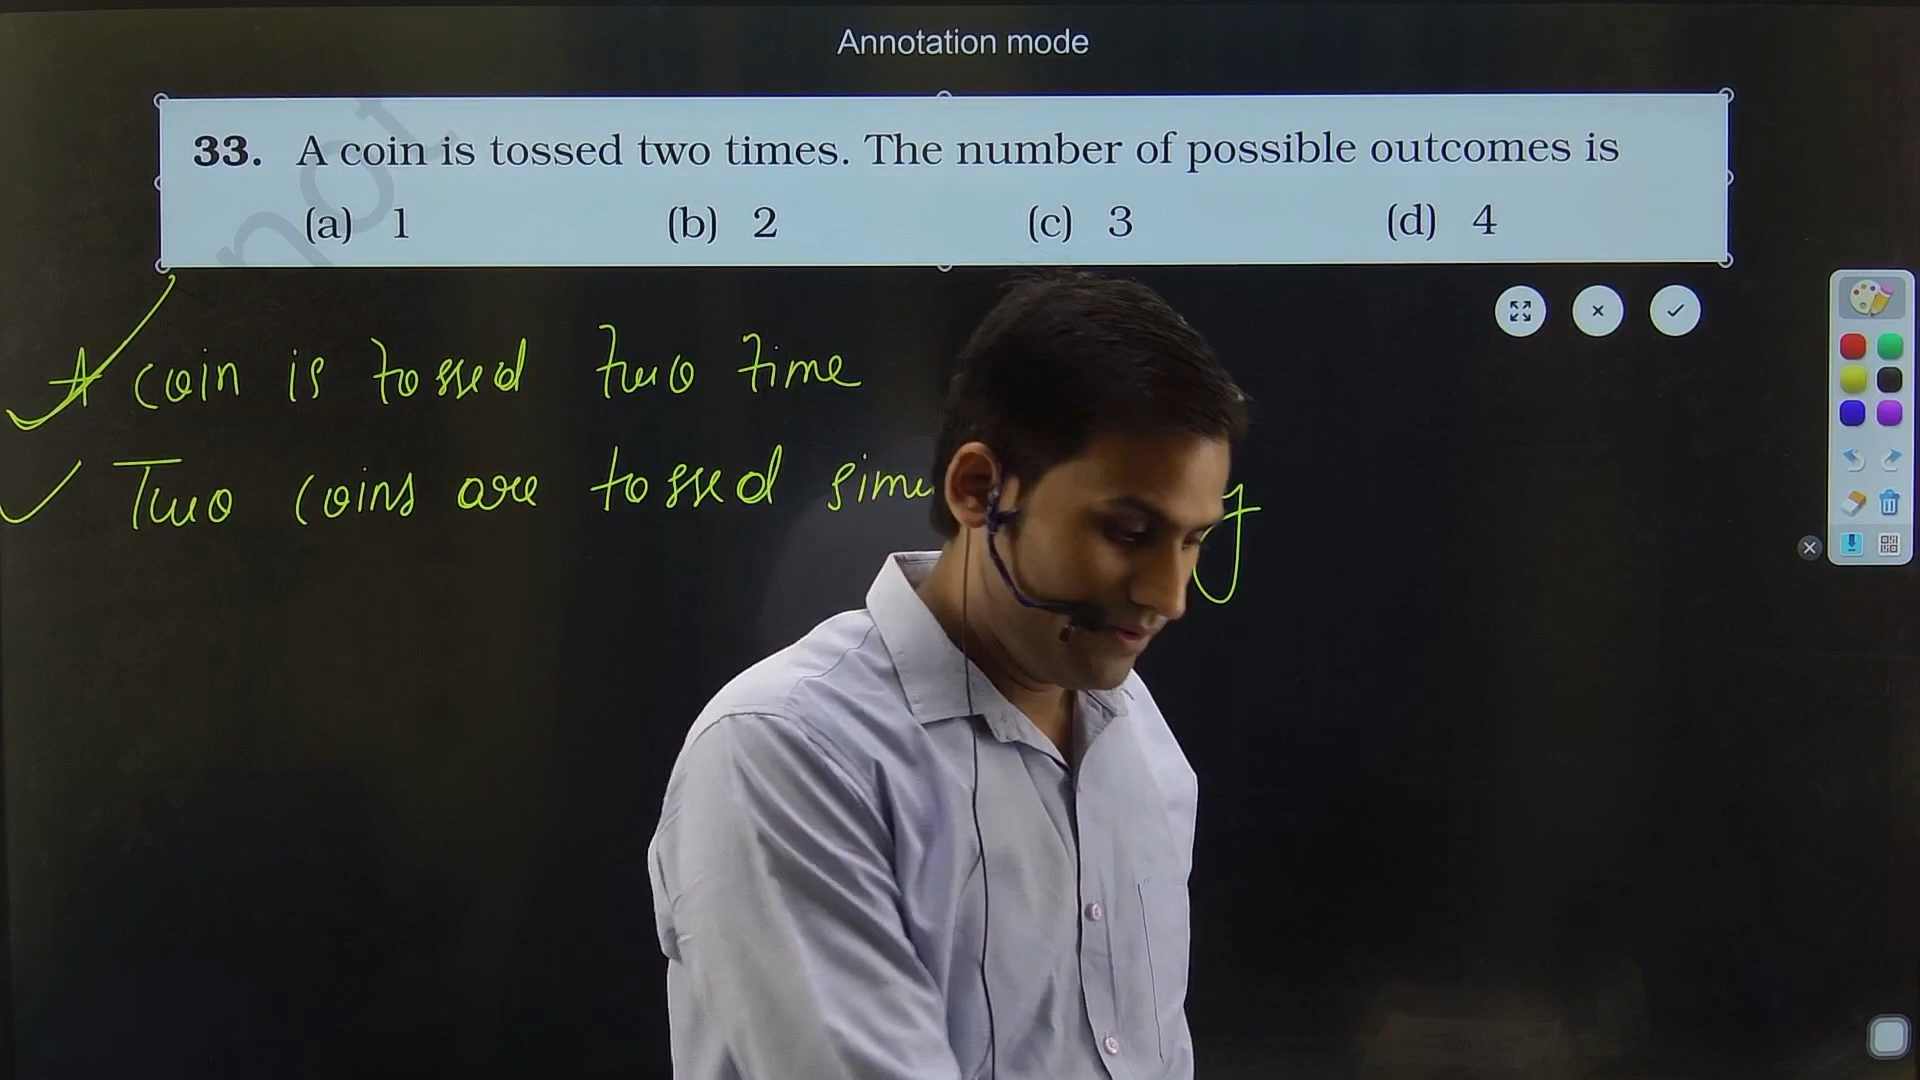 Annotation mode
33. A coin is tossed two times. The number of possible outcomes is
(a) 1 (b) 2 (c) 3 (d) 4
not
A coin is tossed two time
Two coins are tossed